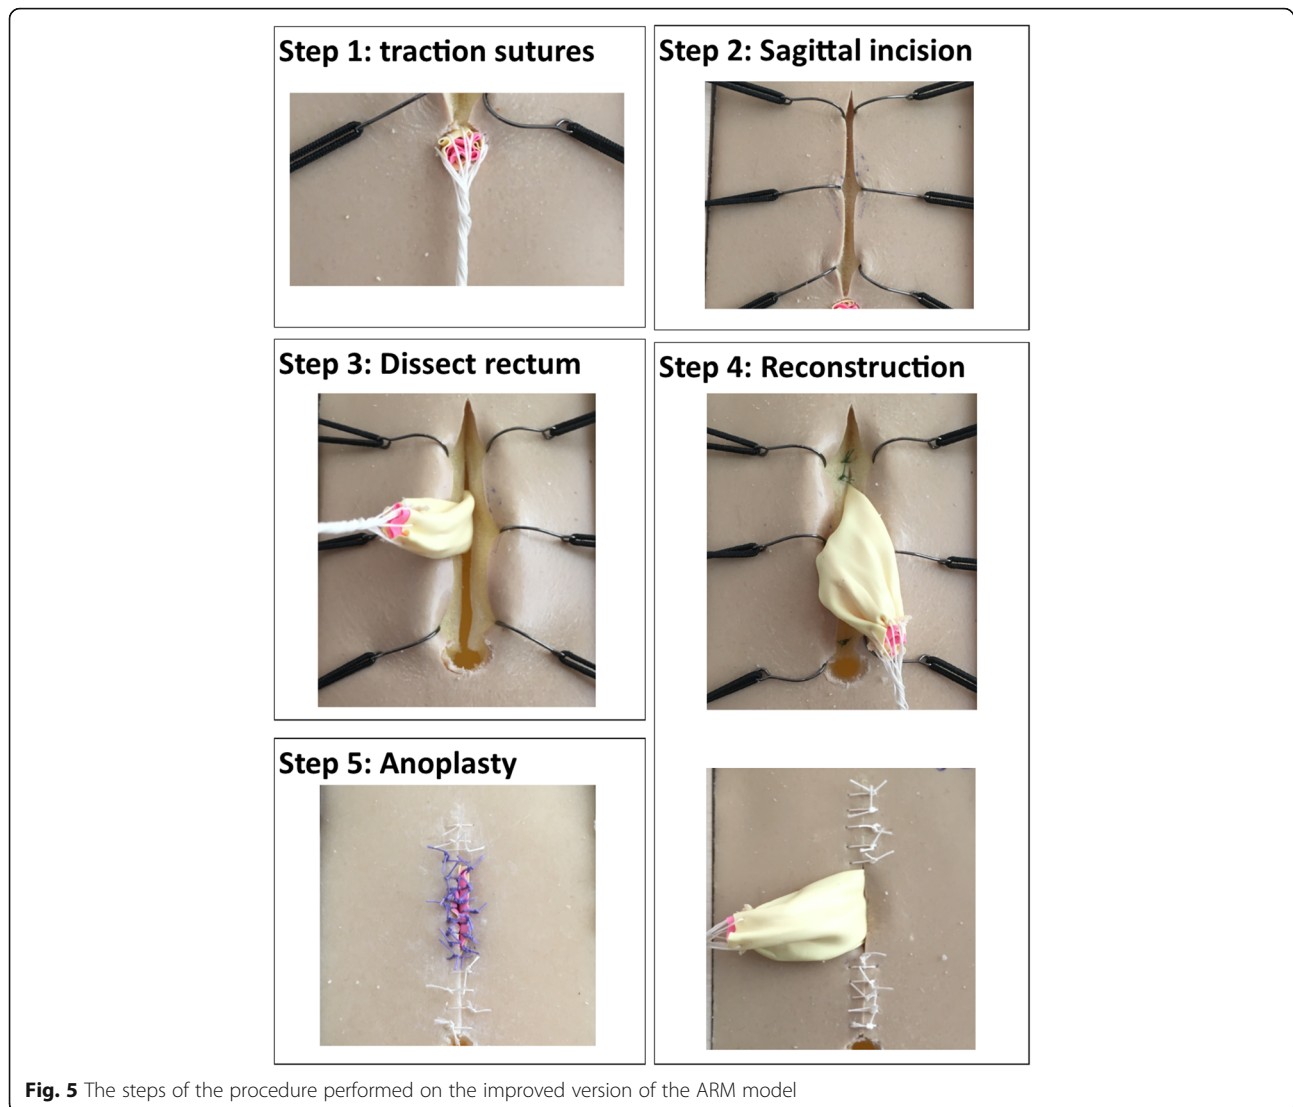 Step 1: traction sutures
Step 2: Sagittal incision
Step 3: Dissect rectum
Step 4: Reconstruction
Step 5: Anoplasty
Fig. 5 The steps of the procedure performed on the improved version of the ARM model